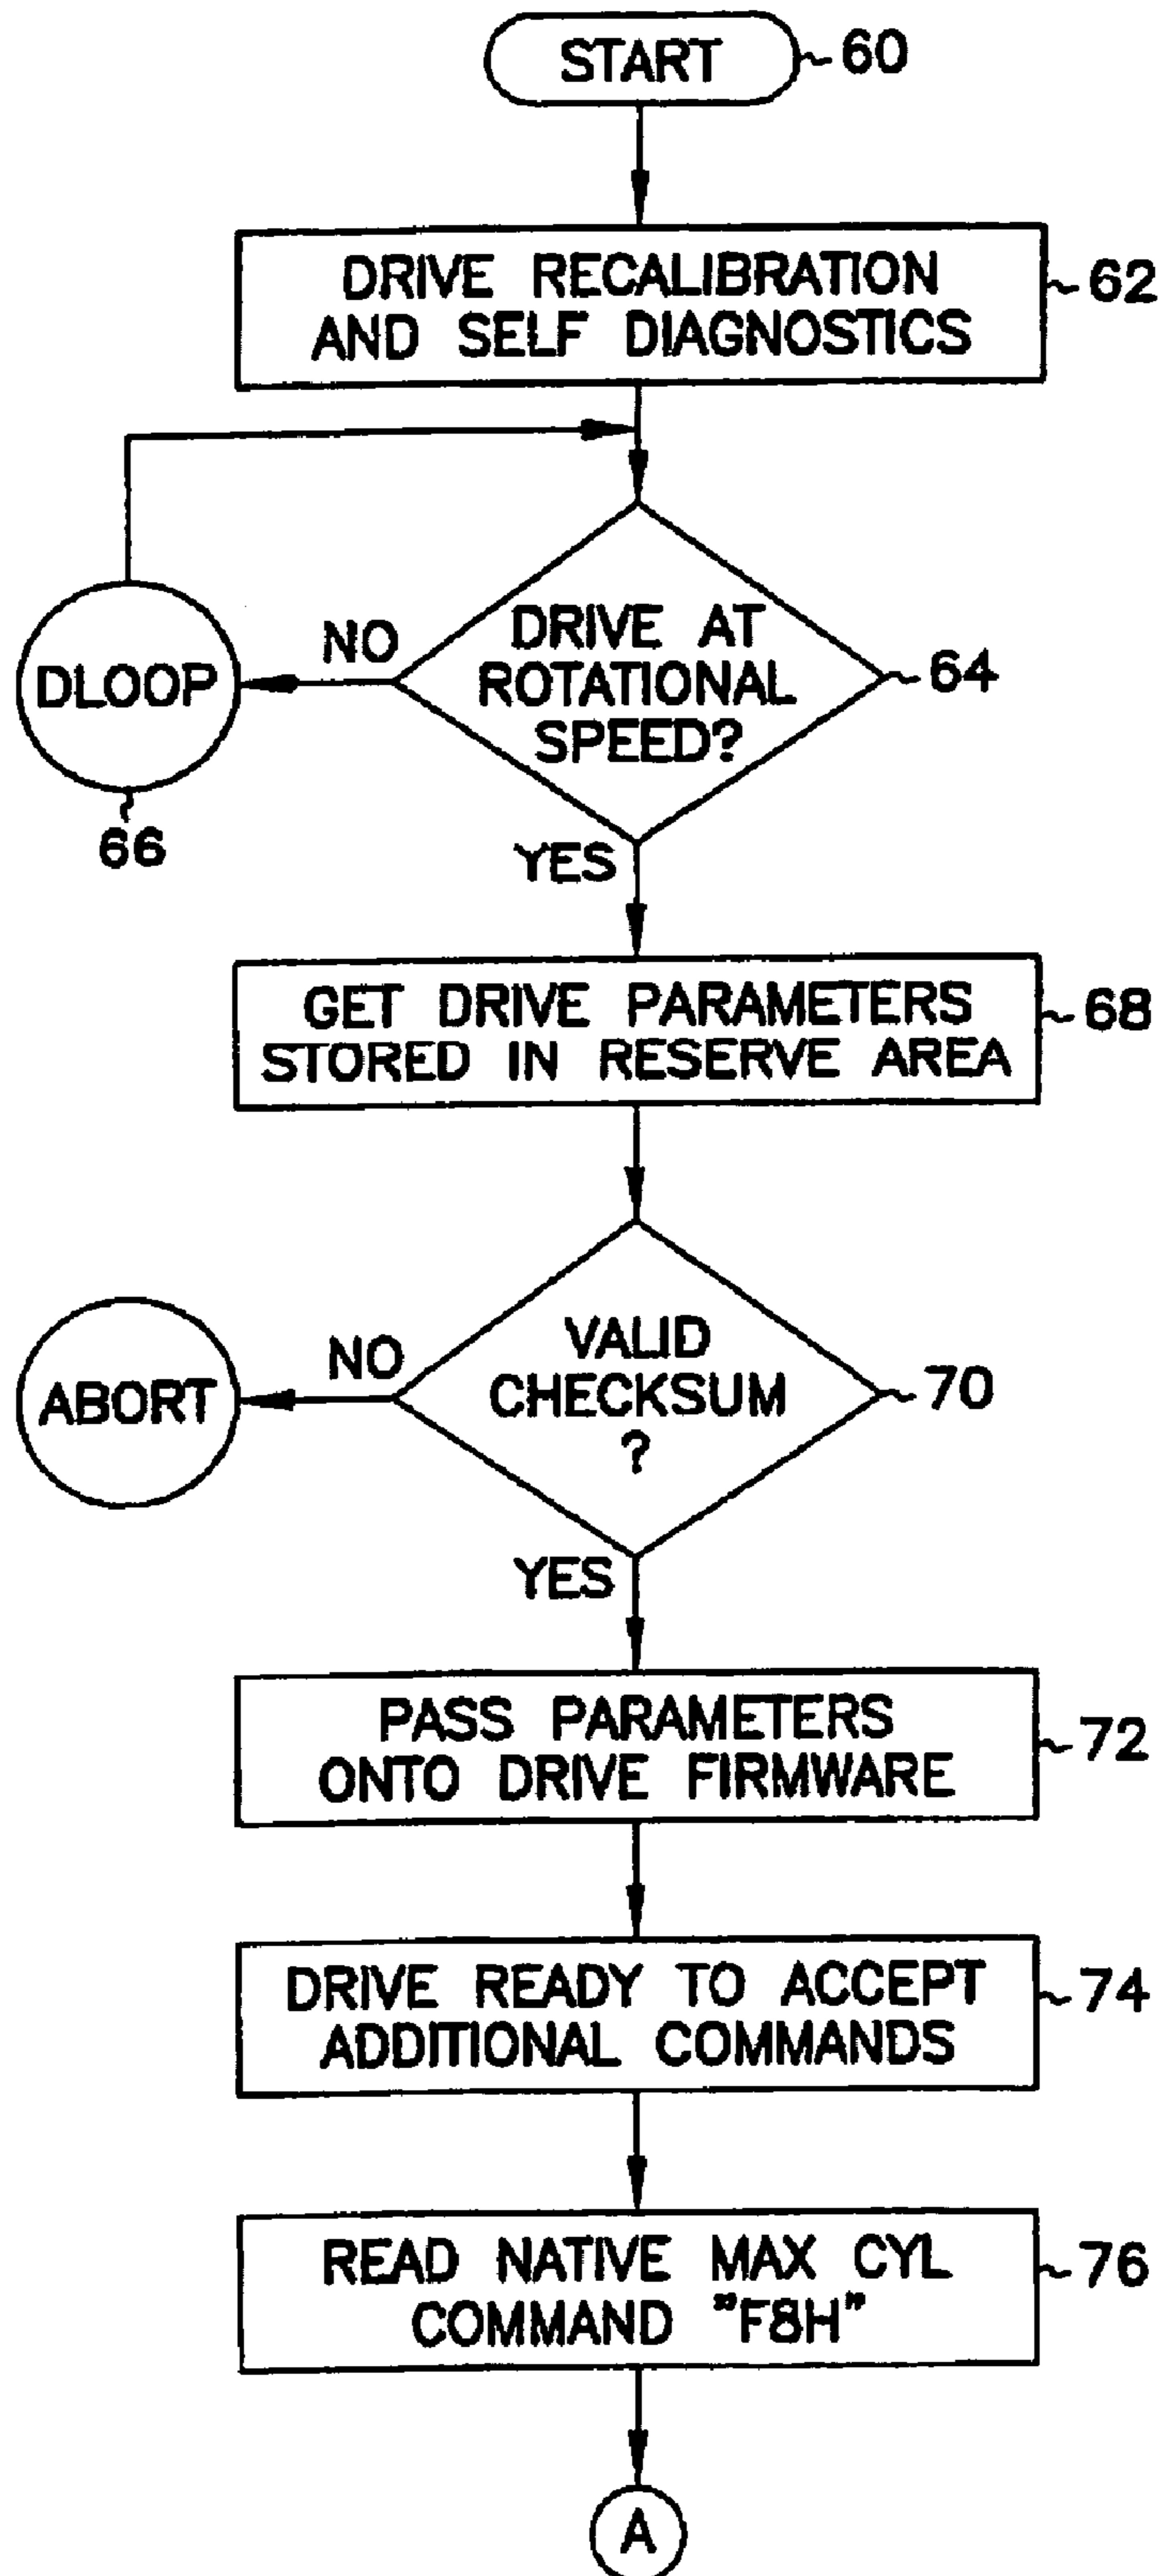 START
60
DRIVE RECALIBRATION
AND SELF DIAGNOSTICS
62
DRIVE AT
ROTATIONAL
SPEED?
64
NO
DLOOP
66
YES
GET DRIVE PARAMETERS
STORED IN RESERVE AREA
68
VALID
CHECKSUM
?
70
NO
ABORT
YES
PASS PARAMETERS
ONTO DRIVE FIRMWARE
72
DRIVE READY TO ACCEPT
ADDITIONAL COMMANDS
74
READ NATIVE MAX CYL
COMMAND "F8H"
76
A